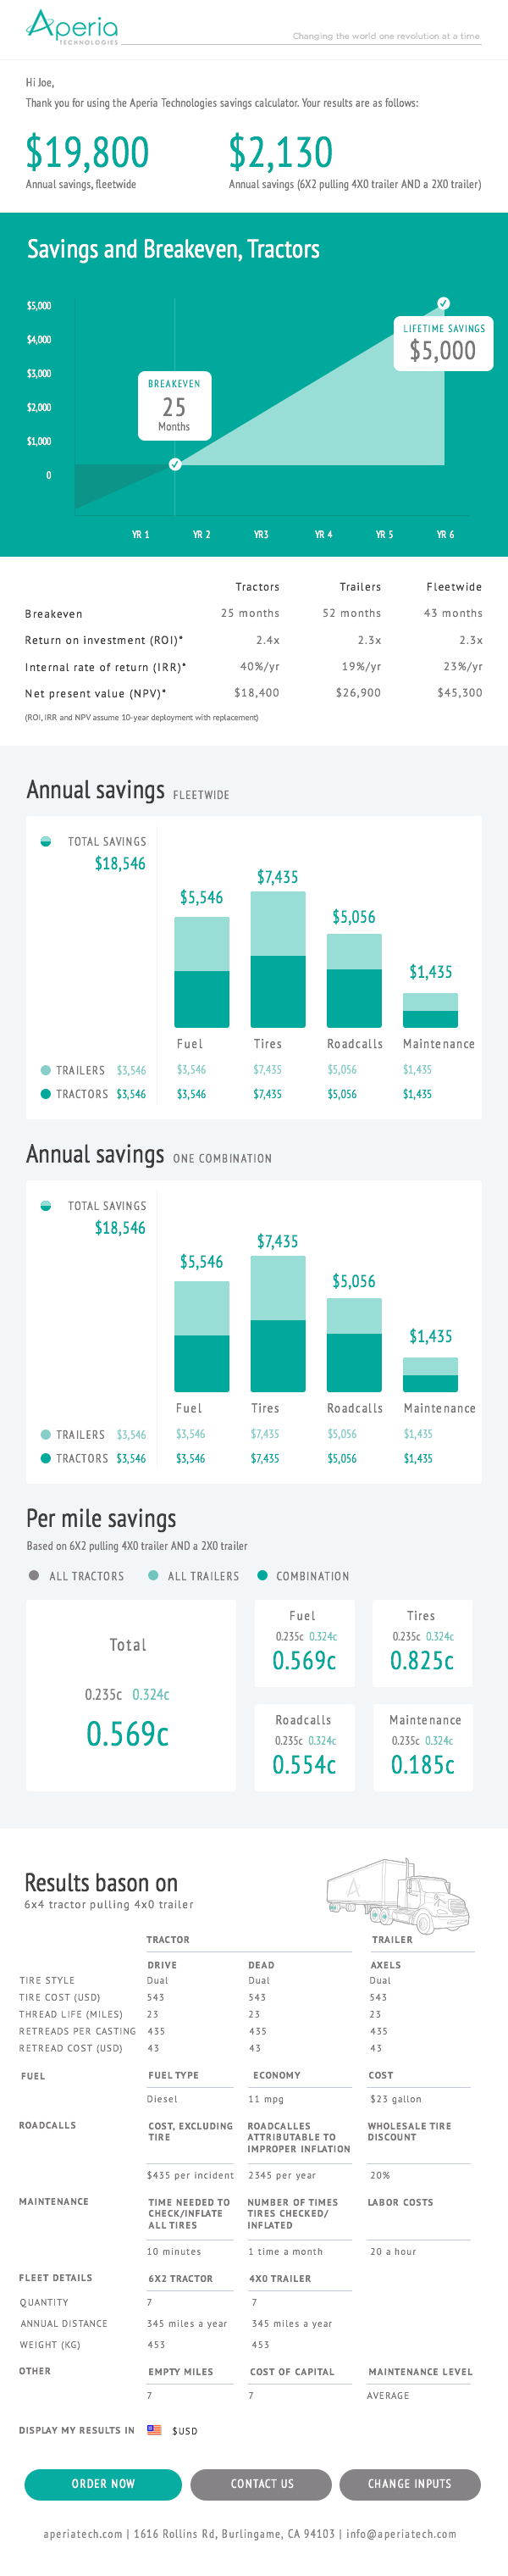 Aperia
TECHNOLOGIES
Changing the world one revolution at a time
Hi Joe,
Thank you for using the Aperia Technologies savings calculator. Your results are as follows:
$19,800 $2,130
Annual savings, fleetwide Annual savings (6X2 pulling 4X0 trailer AND a 2X0 trailer)
Savings and Breakeven, Tractors
$5,000
$4,000
$3,000
$2,000
$1,000
0
LIFETIME SAVINGS
$5,000
BREAKEVEN
25
Months
YR 1 YR 2 YR3 YR 4 YR 5 YR 6
Tractors Trailers Fleetwide
Breakeven 25 months 52 months 43 months
Return on investment (ROI)* 2.4x 2.3x 2.3x
Internal rate of return (IRR)* 40%/yr 19%/yr 23%/yr
Net present value (NPV)* $18,400 $26,900 $45,300
(ROI, IRR and NPV assume 10-year deployment with replacement)
Annual savings FLEETWIDE
TOTAL SAVINGS
$18,546
$5,546 $7,435 $5,056 $1,435
Fuel Tires Roadcalls Maintenance
TRAILERS $3,546 $3,546 $7,435 $5,056 $1,435
TRACTORS $3,546 $3,546 $7,435 $5,056 $1,435
Annual savings ONE COMBINATION
TOTAL SAVINGS
$18,546
$5,546 $7,435 $5,056 $1,435
Fuel Tires Roadcalls Maintenance
TRAILERS $3,546 $3,546 $7,435 $5,056 $1,435
TRACTORS $3,546 $3,546 $7,435 $5,056 $1,435
Per mile savings
Based on 6X2 pulling 4X0 trailer AND a 2X0 trailer
ALL TRACTORS ALL TRAILERS COMBINATION
Total
0.235c 0.324c
0.569c
Fuel
0.235c 0.324c
0.569c
Tires
0.235c 0.324c
0.825c
Roadcalls
0.235c 0.324c
0.554c
Maintenance
0.235c 0.324c
0.185c
Results bason on
6x4 tractor pulling 4x0 trailer
TRACTOR TRAILER
DRIVE DEAD AXELS
TIRE STYLE Dual Dual Dual
TIRE COST (USD) 543 543 543
THREAD LIFE (MILES) 23 23 23
RETREADS PER CASTING 435 435 435
RETREAD COST (USD) 43 43 43
FUEL FUEL TYPE ECONOMY COST
Diesel 11 mpg $23 gallon
ROADCALLS COST, EXCLUDING ROADCALLES WHOLESALE TIRE
TIRE ATTRIBUTABLE TO DISCOUNT
IMPROPER INFLATION
$435 per incident 2345 per year 20%
MAINTENANCE TIME NEEDED TO NUMBER OF TIMES LABOR COSTS
CHECK/INFLATE TIRES CHECKED/
ALL TIRES INFLATED
10 minutes 1 time a month 20 a hour
FLEET DETAILS 6X2 TRACTOR 4X0 TRAILER
QUANTITY 7 7
ANNUAL DISTANCE 345 miles a year 345 miles a year
WEIGHT (KG) 453 453
OTHER EMPTY MILES COST OF CAPITAL MAINTENANCE LEVEL
7 7 AVERAGE
DISPLAY MY RESULTS IN $USD
ORDER NOW CONTACT US CHANGE INPUTS
aperiatech.com | 1616 Rollins Rd, Burlingame, CA 94103 | info@aperiatech.com